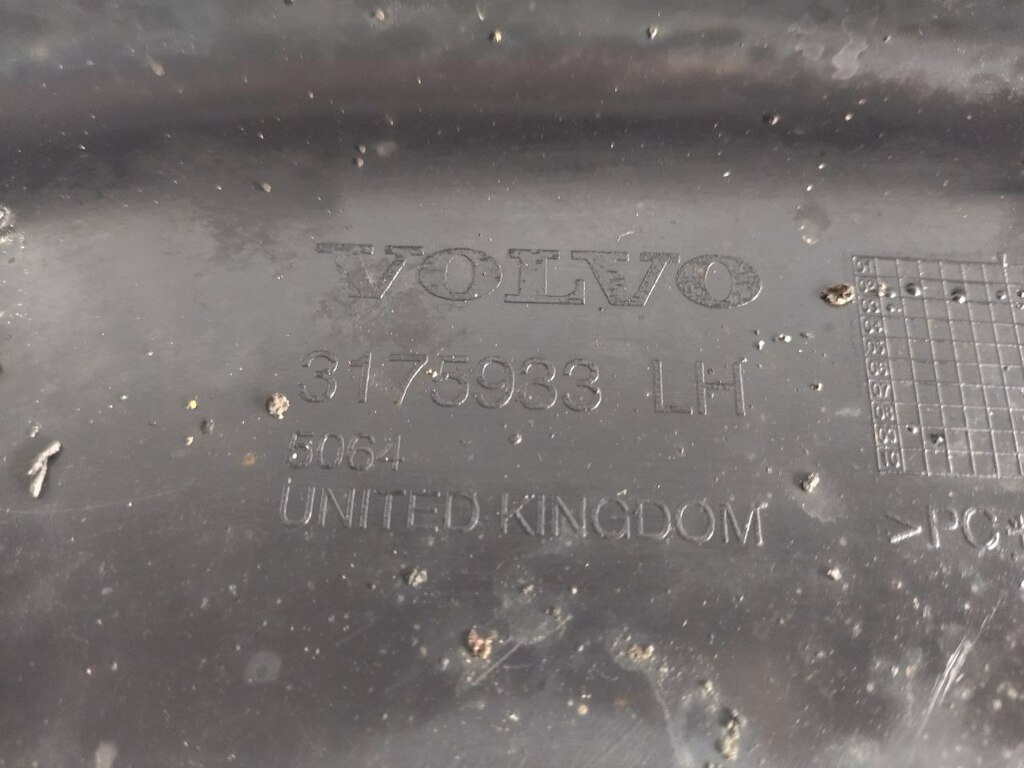 VOLVO
3175933 LH
5064
UNITED KINGDOM
>PC+